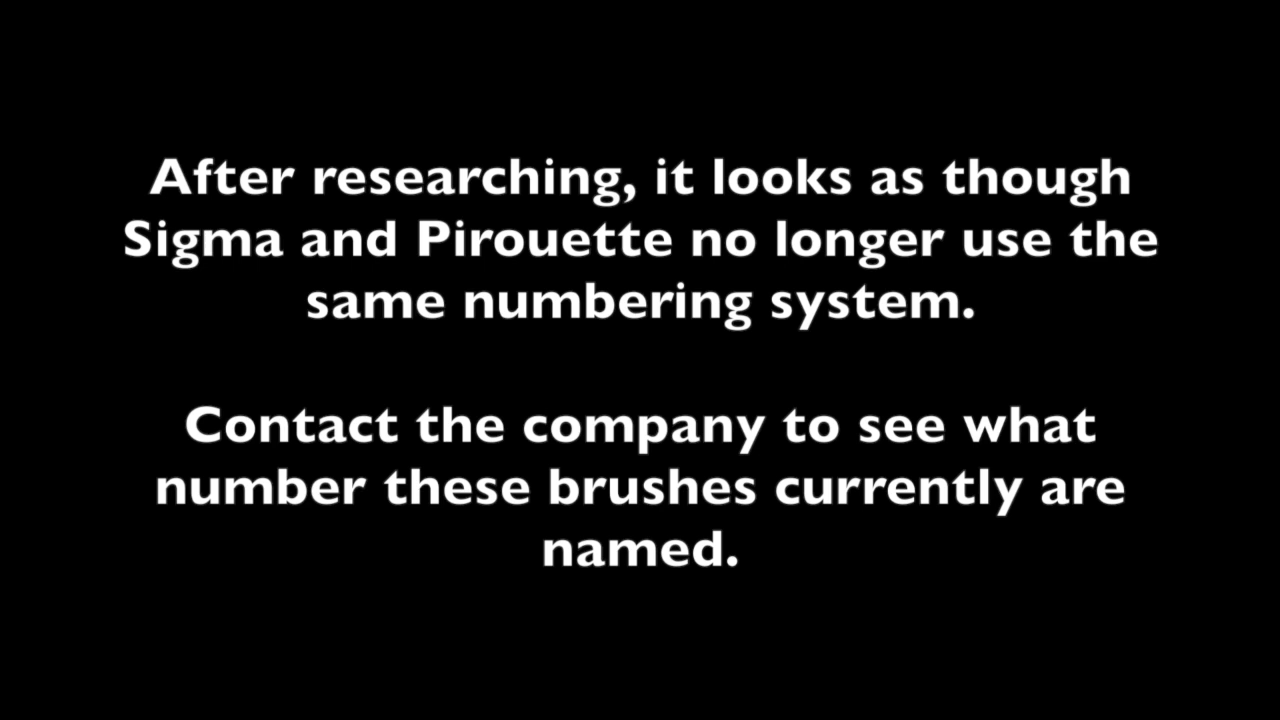 After researching, it looks as though
Sigma and Pirouette no longer use the
same numbering system.
Contact the company to see what
number these brushes currently are
named.